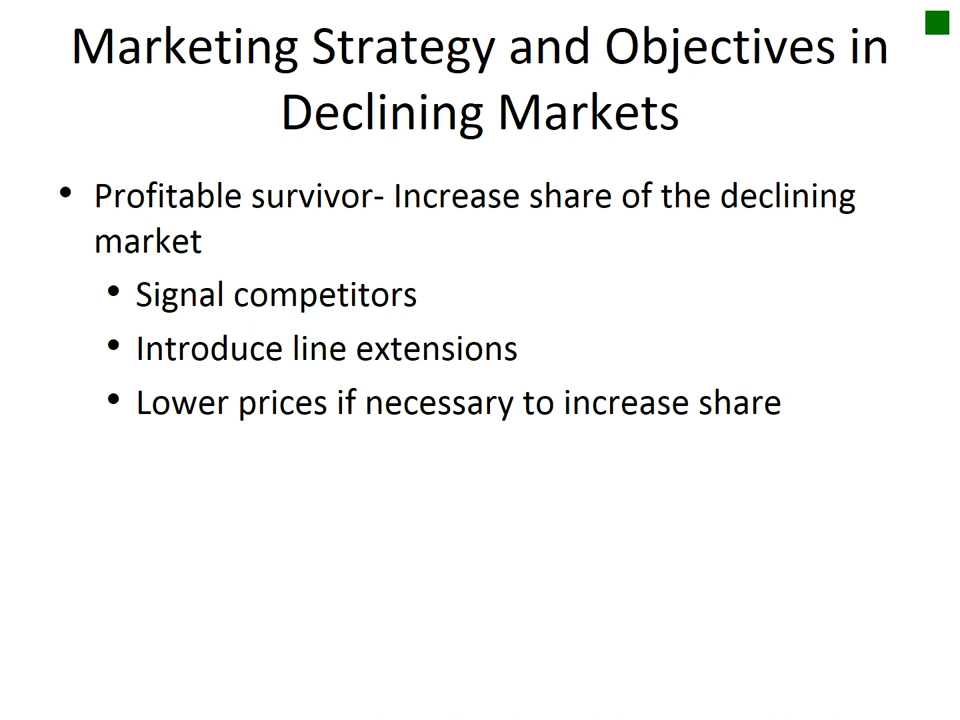 Marketing Strategy and Objectives in
Declining Markets
• Profitable survivor- Increase share of the declining
market
• Signal competitors
• Introduce line extensions
• Lower prices if necessary to increase share